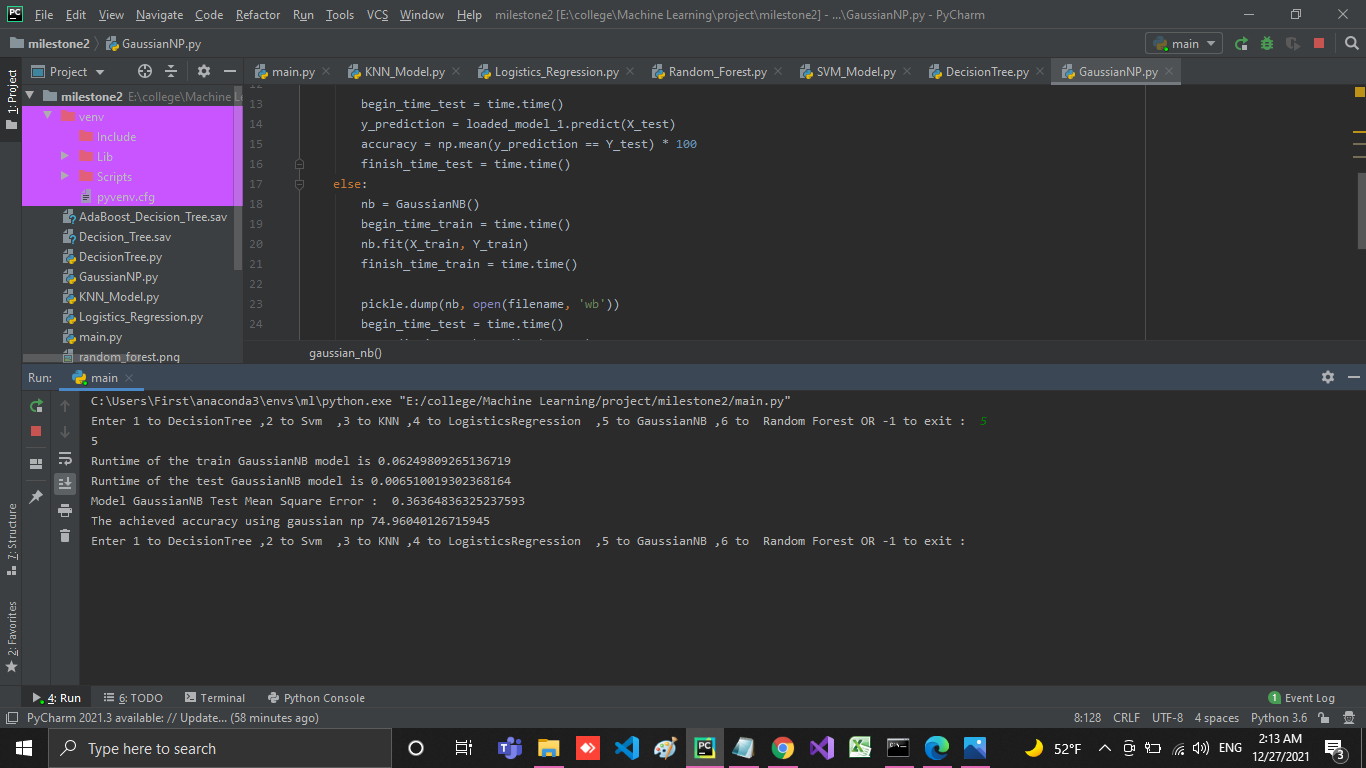 PC File Edit View Navigate Code Refactor Run Tools VCS Window Help milestone2 [E:\college\Machine Learning\project\milestone2] - ...\GaussianNP.py - PyCharm
milestone2 GaussianNP.py main
1: Project
Project main.py KNN_Model.py Logistics_Regression.py Random_Forest.py SVM_Model.py DecisionTree.py GaussianNP.py
milestone2 E:\college\Machine L
venv
Include
Lib
Scripts
pyvenv.cfg
AdaBoost_Decision_Tree.sav
Decision_Tree.sav
DecisionTree.py
GaussianNP.py
KNN_Model.py
Logistics_Regression.py
main.py
random_forest.png
12
13 begin_time_test = time.time()
14 y_prediction = loaded_model_1.predict(X_test)
15 accuracy = np.mean(y_prediction == Y_test) * 100
16 finish_time_test = time.time()
17 else:
18 nb = GaussianNB()
19 begin_time_train = time.time()
20 nb.fit(X_train, Y_train)
21 finish_time_train = time.time()
22
23 pickle.dump(nb, open(filename, 'wb'))
24 begin_time_test = time.time()
gaussian_nb()
Run: main
C:\Users\First\anaconda3\envs\ml\python.exe "E:/college/Machine Learning/project/milestone2/main.py"
Enter 1 to DecisionTree ,2 to Svm  ,3 to KNN ,4 to LogisticsRegression  ,5 to GaussianNB ,6 to  Random Forest OR -1 to exit :  5
5
Runtime of the train GaussianNB model is 0.06249809265136719
Runtime of the test GaussianNB model is 0.006510019302368164
Model GaussianNB Test Mean Square Error :  0.36364836325237593
The achieved accuracy using gaussian np 74.96040126715945
Enter 1 to DecisionTree ,2 to Svm  ,3 to KNN ,4 to LogisticsRegression  ,5 to GaussianNB ,6 to  Random Forest OR -1 to exit :
7: Structure
2: Favorites
4: Run 6: TODO Terminal Python Console 1 Event Log
PyCharm 2021.3 available: // Update... (58 minutes ago) 8:128 CRLF UTF-8 4 spaces Python 3.6
Type here to search PC 52°F ENG 2:13 AM
12/27/2021 3